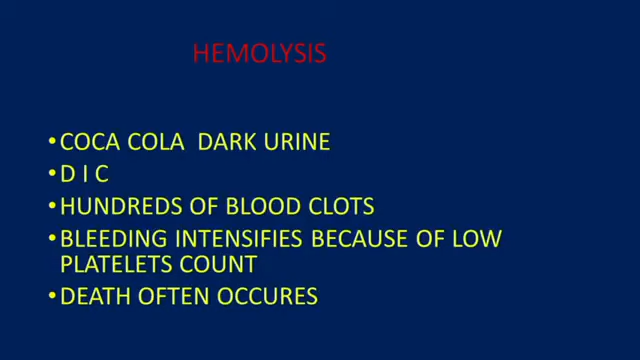 HEMOLYSIS
•COCA COLA DARK URINE
•D I C
•HUNDREDS OF BLOOD CLOTS
•BLEEDING INTENSIFIES BECAUSE OF LOW
PLATELETS COUNT
•DEATH OFTEN OCCURES